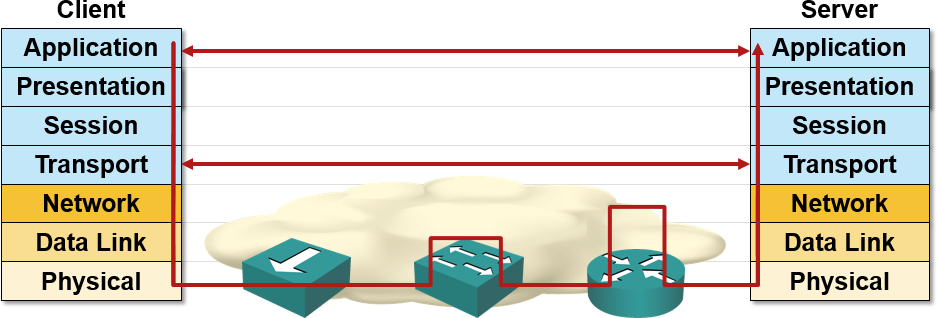 Client
Server
Application
Application
Presentation
Presentation
Session
Session
Transport
Transport
Network
Network
Data Link
Data Link
Physical
Physical